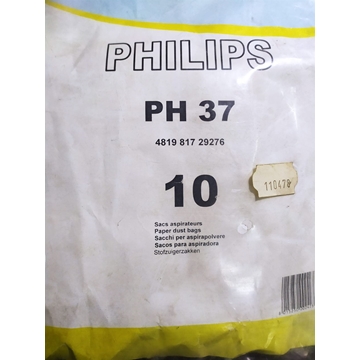 PHILIPS
PH 37
4819 817 29276
10
110478
Sacs aspirateurs
Paper dust bags
Sacchi per aspirapolvere
Sacos para aspiradora
Stofzuigerzakken